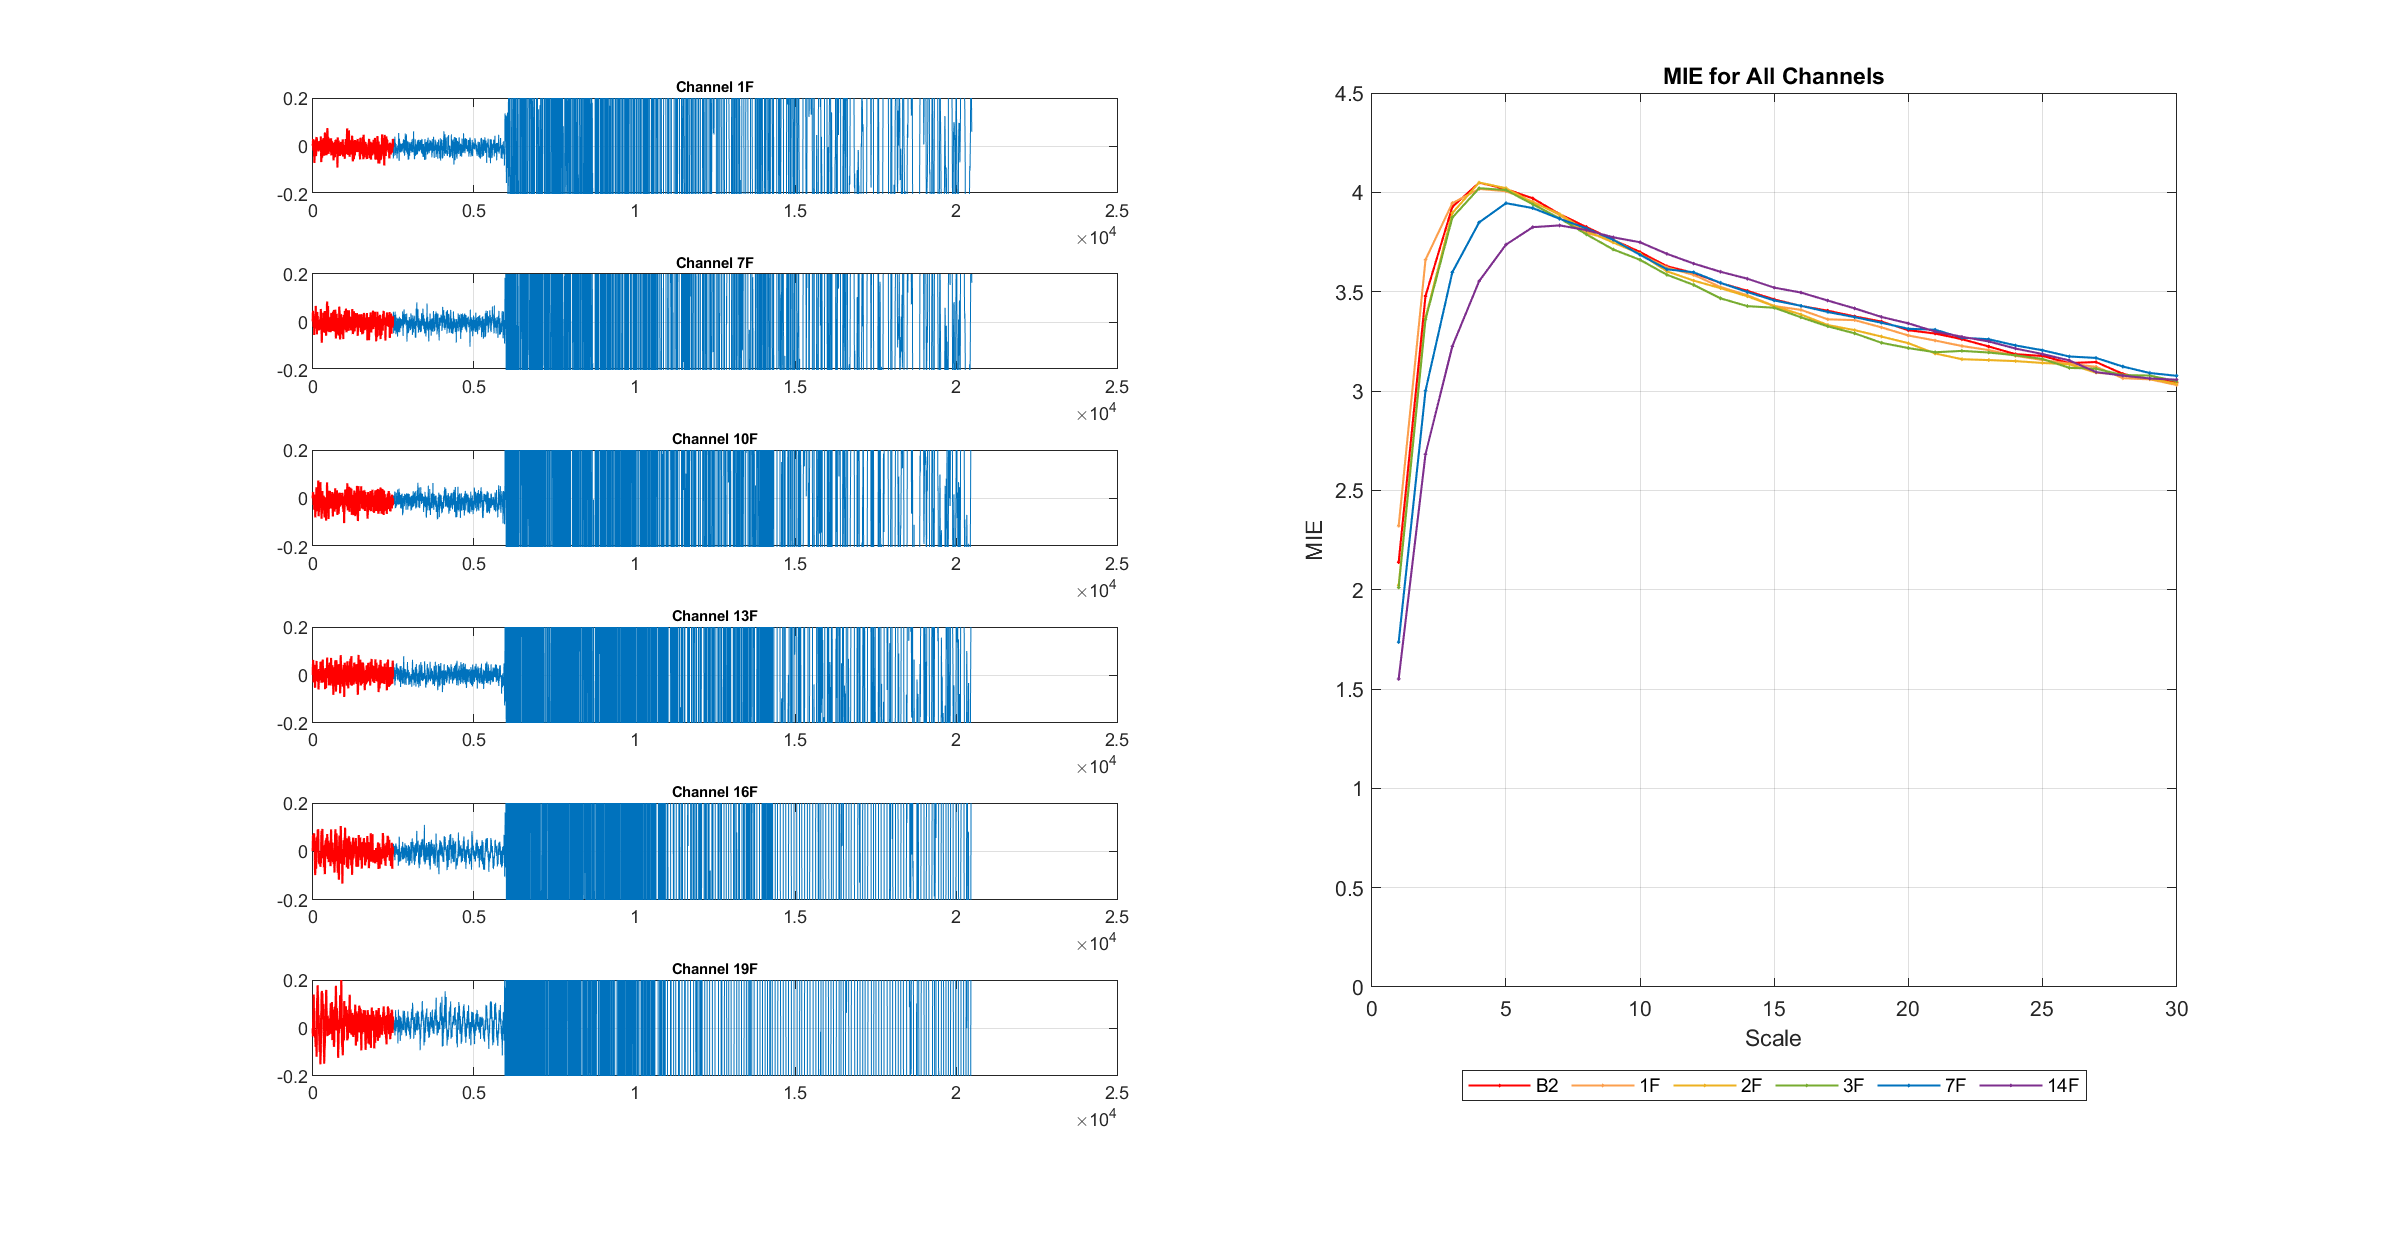 Channel 1F
0.2
0
-0.2
0 0.5 1 1.5 2 2.5
×10^4
Channel 7F
0.2
0
-0.2
0 0.5 1 1.5 2 2.5
×10^4
Channel 10F
0.2
0
-0.2
0 0.5 1 1.5 2 2.5
×10^4
Channel 13F
0.2
0
-0.2
0 0.5 1 1.5 2 2.5
×10^4
Channel 16F
0.2
0
-0.2
0 0.5 1 1.5 2 2.5
×10^4
Channel 19F
0.2
0
-0.2
0 0.5 1 1.5 2 2.5
×10^4
MIE for All Channels
4.5
4
3.5
3
2.5
2
1.5
1
0.5
0
MIE
0 5 10 15 20 25 30
Scale
B2 1F 2F 3F 7F 14F